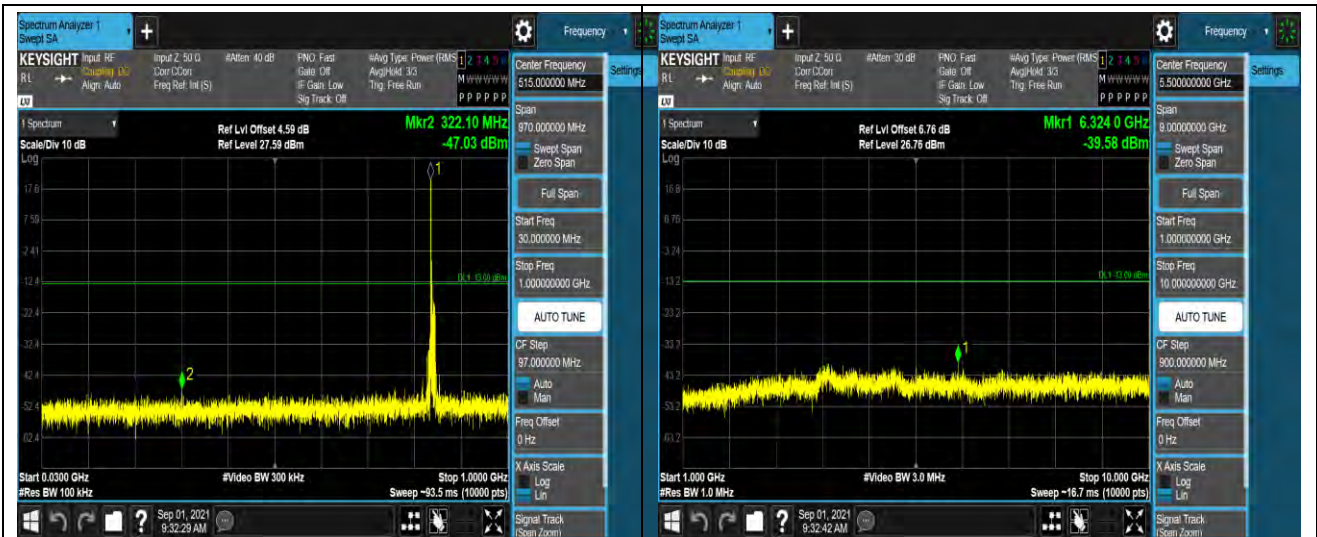 Spectrum Analyzer 1
Swept SA
+
Frequency
KEYSIGHT
RL
Input: RF
Coupling: DC
Align: Auto
Input Z: 50 Ω
Corr CCorr
Freq Ref: Int (S)
#Atten: 40 dB
PNO: Fast
Gate: Off
IF Gain: Low
Sig Track: Off
#Avg Type: Power (RMS
Avg|Hold: 3/3
Trig: Free Run
1 2 3 4 5 6
M W W W W W
P P P P P P
LXI
1 Spectrum
Scale/Div 10 dB
Ref Lvl Offset 4.59 dB
Ref Level 27.59 dBm
Mkr2 322.10 MHz
-47.03 dBm
Log
1
17.6
7.59
-2.41
-12.4
DL1 -13.00 dBm
-22.4
-32.4
-42.4
2
-52.4
-62.4
Start 0.0300 GHz
#Res BW 100 kHz
#Video BW 300 kHz
Stop 1.0000 GHz
Sweep ~93.5 ms (10000 pts)
Sep 01, 2021
9:32:29 AM
Center Frequency
515.000000 MHz
Settings
Span
970.000000 MHz
Swept Span
Zero Span
Full Span
Start Freq
30.000000 MHz
Stop Freq
1.000000000 GHz
AUTO TUNE
CF Step
97.000000 MHz
Auto
Man
Freq Offset
0 Hz
X Axis Scale
Log
Lin
Signal Track
(Span Zoom)
Spectrum Analyzer 1
Swept SA
+
Frequency
KEYSIGHT
RL
Input: RF
Coupling: DC
Align: Auto
Input Z: 50 Ω
Corr CCorr
Freq Ref: Int (S)
#Atten: 30 dB
PNO: Fast
Gate: Off
IF Gain: Low
Sig Track: Off
#Avg Type: Power (RMS
Avg|Hold: 3/3
Trig: Free Run
1 2 3 4 5 6
M W W W W W
P P P P P P
LXI
1 Spectrum
Scale/Div 10 dB
Ref Lvl Offset 6.76 dB
Ref Level 26.76 dBm
Mkr1 6.324 0 GHz
-39.58 dBm
Log
16.8
6.76
-3.24
-13.2
DL1 -13.00 dBm
-23.2
-33.2
1
-43.2
-53.2
-63.2
Start 1.000 GHz
#Res BW 1.0 MHz
#Video BW 3.0 MHz
Stop 10.000 GHz
Sweep ~16.7 ms (10000 pts)
Sep 01, 2021
9:32:42 AM
Center Frequency
5.500000000 GHz
Settings
Span
9.00000000 GHz
Swept Span
Zero Span
Full Span
Start Freq
1.000000000 GHz
Stop Freq
10.000000000 GHz
AUTO TUNE
CF Step
900.000000 MHz
Auto
Man
Freq Offset
0 Hz
X Axis Scale
Log
Lin
Signal Track
(Span Zoom)